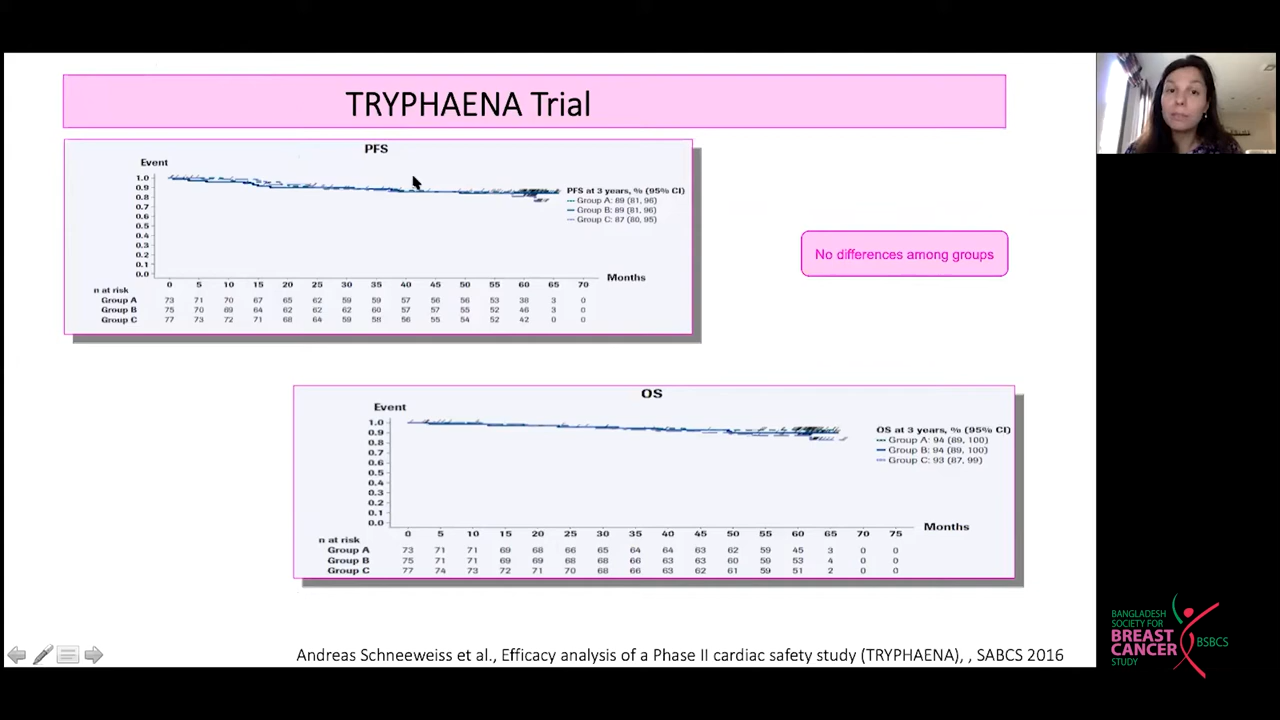 TRYPHAENA Trial
PFS
Event
1.0
0.9
0.8
0.7
0.6
0.5
0.4
0.3
0.2
0.1
0.0
PFS at 3 years, % (95% CI)
Group A: 89 (81, 96)
Group B: 89 (81, 96)
Group C: 87 (80, 95)
Months
0 5 10 15 20 25 30 35 40 45 50 55 60 65 70
n at risk
Group A 73 71 70 67 65 62 59 59 57 56 56 53 38 3 0
Group B 75 70 69 64 62 62 62 60 57 57 55 52 46 3 0
Group C 77 73 72 71 68 64 59 58 56 55 54 52 42 0 0
No differences among groups
OS
Event
1.0
0.9
0.8
0.7
0.6
0.5
0.4
0.3
0.2
0.1
0.0
OS at 3 years, % (95% CI)
Group A: 94 (89, 100)
Group B: 94 (89, 100)
Group C: 93 (87, 99)
Months
0 5 10 15 20 25 30 35 40 45 50 55 60 65 70 75
n at risk
Group A 73 71 71 69 68 66 65 64 64 63 62 59 45 3 0 0
Group B 75 71 71 69 69 68 68 66 63 63 60 59 53 4 0 0
Group C 77 74 73 72 71 70 68 66 63 62 61 59 51 2 0 0
Andreas Schneeweiss et al., Efficacy analysis of a Phase II cardiac safety study (TRYPHAENA), , SABCS 2016
BANGLADESH
SOCIETY FOR
BREAST
CANCER
STUDY
BSBCS